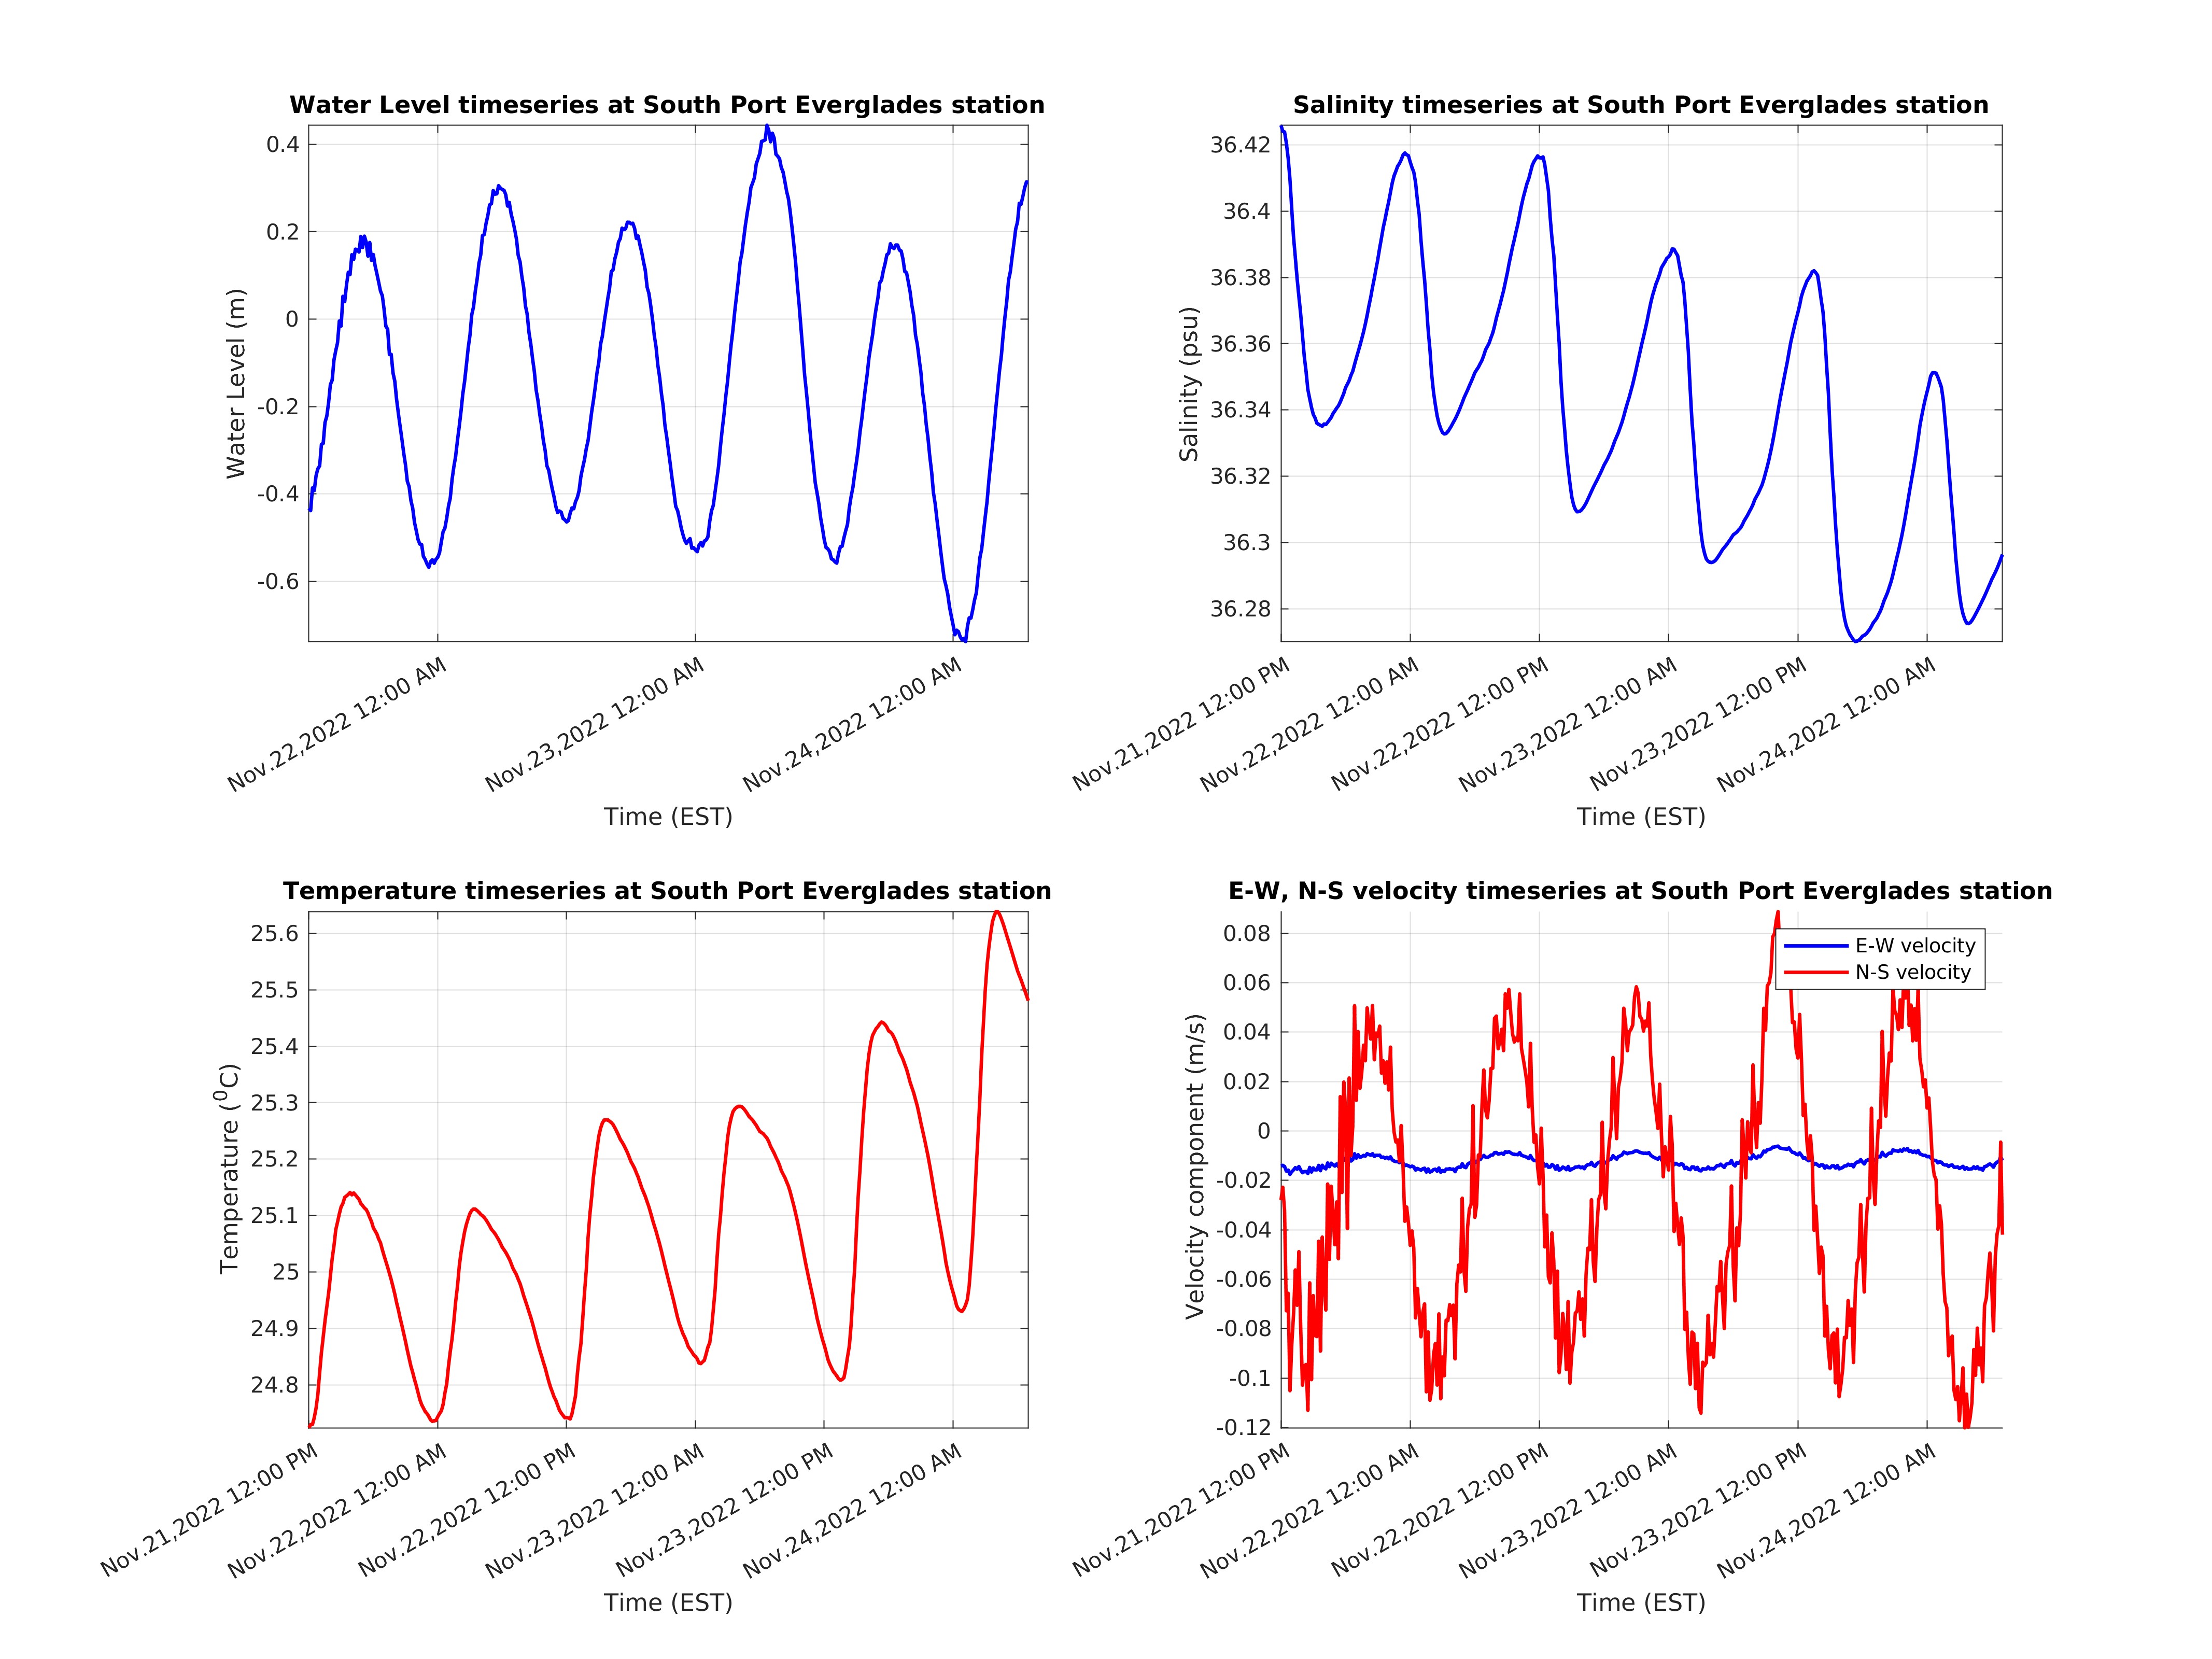 Water Level timeseries at South Port Everglades station
Water Level (m)
0.4
0.2
0
-0.2
-0.4
-0.6
Nov.22,2022 12:00 AM
Nov.23,2022 12:00 AM
Nov.24,2022 12:00 AM
Time (EST)
Salinity timeseries at South Port Everglades station
Salinity (psu)
36.42
36.4
36.38
36.36
36.34
36.32
36.3
36.28
Nov.21,2022 12:00 PM
Nov.22,2022 12:00 AM
Nov.22,2022 12:00 PM
Nov.23,2022 12:00 AM
Nov.23,2022 12:00 PM
Nov.24,2022 12:00 AM
Time (EST)
Temperature timeseries at South Port Everglades station
Temperature (⁰C)
25.6
25.5
25.4
25.3
25.2
25.1
25
24.9
24.8
Nov.21,2022 12:00 PM
Nov.22,2022 12:00 AM
Nov.22,2022 12:00 PM
Nov.23,2022 12:00 AM
Nov.23,2022 12:00 PM
Nov.24,2022 12:00 AM
Time (EST)
E-W, N-S velocity timeseries at South Port Everglades station
Velocity component (m/s)
0.08
0.06
0.04
0.02
0
-0.02
-0.04
-0.06
-0.08
-0.1
-0.12
E-W velocity
N-S velocity
Nov.21,2022 12:00 PM
Nov.22,2022 12:00 AM
Nov.22,2022 12:00 PM
Nov.23,2022 12:00 AM
Nov.23,2022 12:00 PM
Nov.24,2022 12:00 AM
Time (EST)